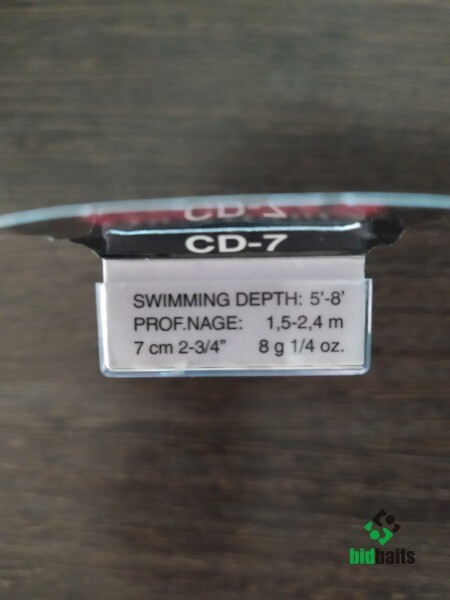 CD-7
CD-7
SWIMMING DEPTH: 5'-8'
PROF.NAGE: 1,5-2,4 m
7 cm 2-3/4" 8 g 1/4 oz.
bidbaits